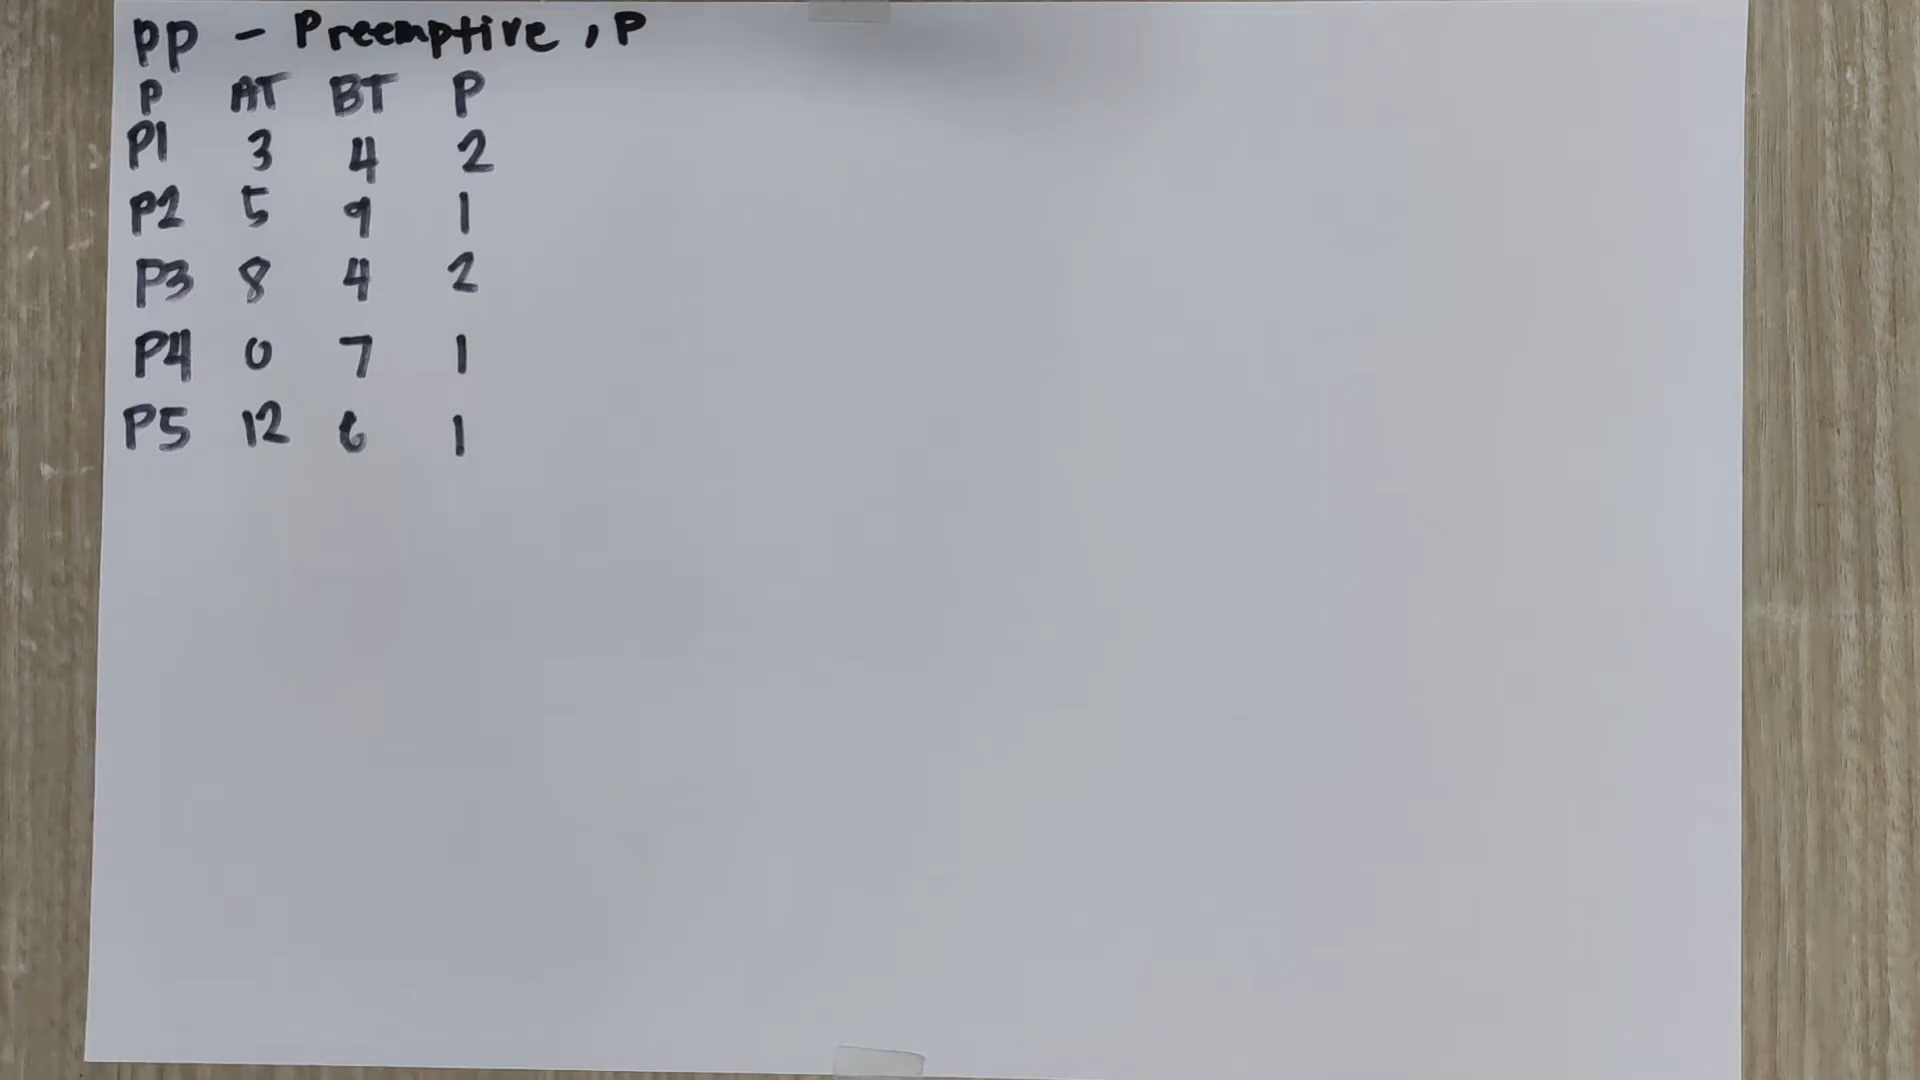 PP - Preemptive, P
P AT BT P
P1 3 4 2
P2 5 9 1
P3 8 4 2
P4 0 7 1
P5 12 6 1